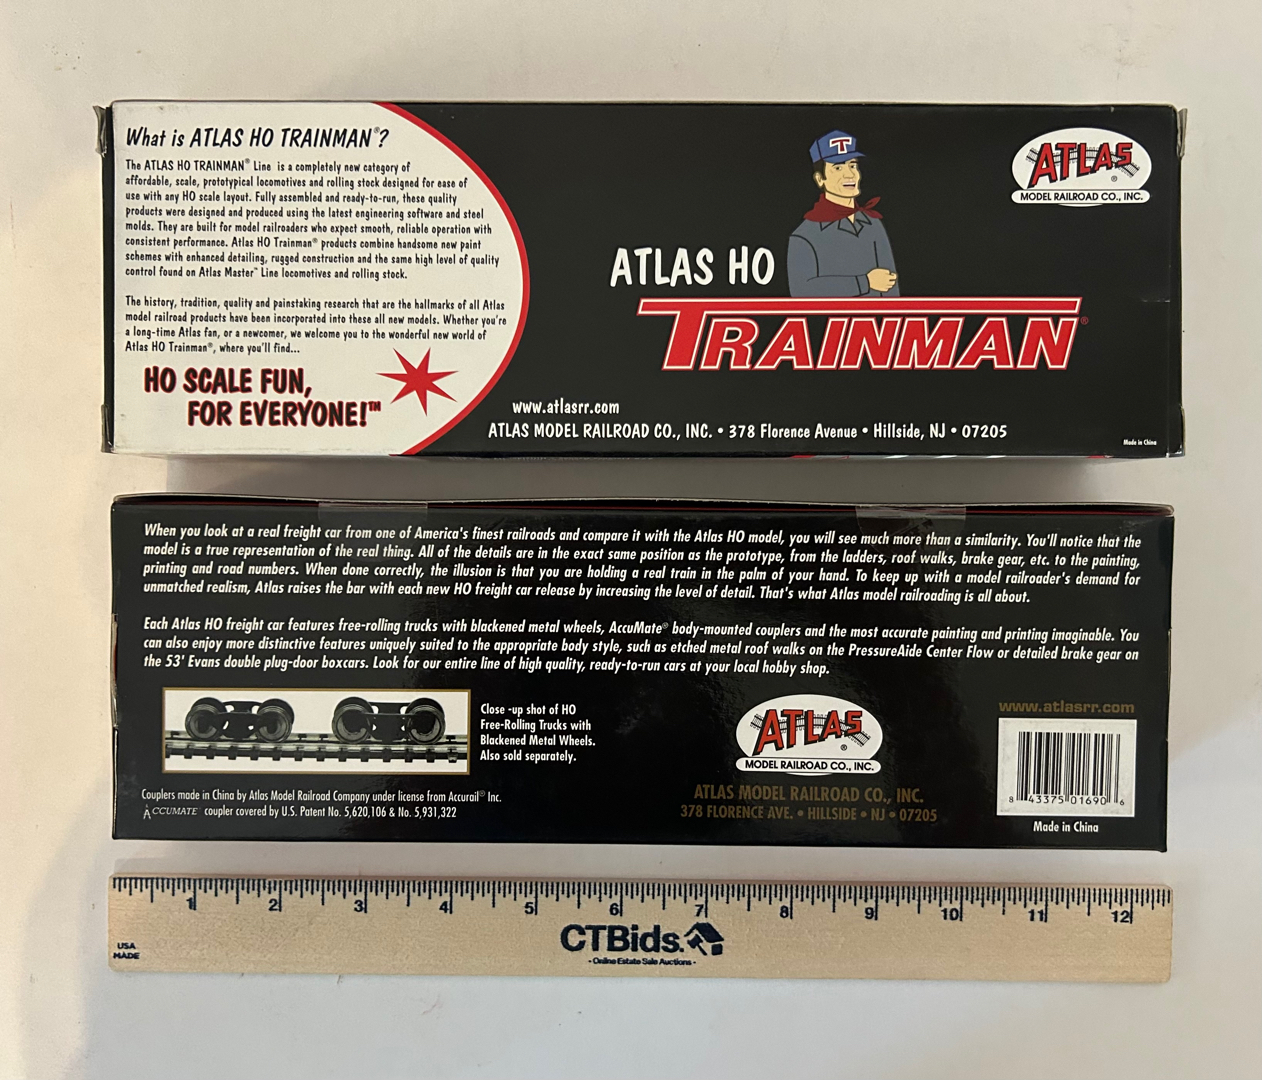 What is ATLAS HO TRAINMAN®?
The ATLAS HO TRAINMAN® Line is a completely new category of
affordable, scale, prototypical locomotives and rolling stock designed for ease of
use with any HO scale layout. Fully assembled and ready-to-run, these quality
products were designed and produced using the latest engineering software and steel
molds. They are built for model railroaders who expect smooth, reliable operation with
consistent performance. Atlas HO Trainman® products combine handsome new paint
schemes with enhanced detailing, rugged construction and the same high level of quality
control found on Atlas Master™ Line locomotives and rolling stock.
The history, tradition, quality and painstaking research that are the hallmarks of all Atlas
model railroad products have been incorporated into these all new models. Whether you're
a long-time Atlas fan, or a newcomer, we welcome you to the wonderful new world of
Atlas HO Trainman®, where you'll find...
HO SCALE FUN,
FOR EVERYONE!™
T
ATLAS HO
TRAINMAN®
ATLAS®
MODEL RAILROAD CO., INC.
www.atlasrr.com
ATLAS MODEL RAILROAD CO., INC. • 378 Florence Avenue • Hillside, NJ • 07205
Made in China
When you look at a real freight car from one of America's finest railroads and compare it with the Atlas HO model, you will see much more than a similarity. You'll notice that the
model is a true representation of the real thing. All of the details are in the exact same position as the prototype, from the ladders, roof walks, brake gear, etc. to the painting,
printing and road numbers. When done correctly, the illusion is that you are holding a real train in the palm of your hand. To keep up with a model railroader's demand for
unmatched realism, Atlas raises the bar with each new HO freight car release by increasing the level of detail. That's what Atlas model railroading is all about.
Each Atlas HO freight car features free-rolling trucks with blackened metal wheels, AccuMate® body-mounted couplers and the most accurate painting and printing imaginable. You
can also enjoy more distinctive features uniquely suited to the appropriate body style, such as etched metal roof walks on the PressureAide Center Flow or detailed brake gear on
the 53' Evans double plug-door boxcars. Look for our entire line of high quality, ready-to-run cars at your local hobby shop.
Close -up shot of HO
Free-Rolling Trucks with
Blackened Metal Wheels.
Also sold separately.
Couplers made in China by Atlas Model Railroad Company under license from Accurail® Inc.
ACCUMATE coupler covered by U.S. Patent No. 5,620,106 & No. 5,931,322
ATLAS®
MODEL RAILROAD CO., INC.
ATLAS MODEL RAILROAD CO., INC.
378 FLORENCE AVE. • HILLSIDE • NJ • 07205
www.atlasrr.com
8 43375 01690 6
Made in China
1 2 3 4 5 6 7 8 9 10 11 12
USA
MADE
CTBids.
- Online Estate Sale Auctions -